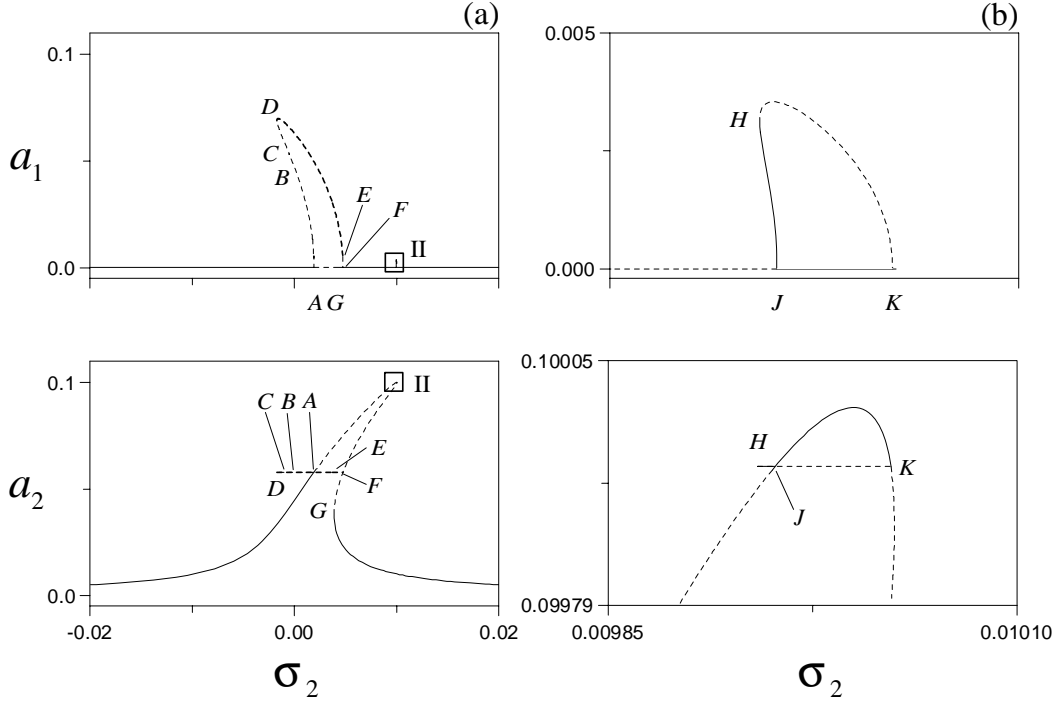 (a)
(b)
0.1
0.0
a₁
D
C
B
E
F
II
A G
0.005
0.000
H
J
K
0.1
0.0
a₂
C B A
D
E
F
G
II
-0.02
0.00
0.02
σ₂
0.10005
0.09979
H
J
K
0.00985
0.01010
σ₂